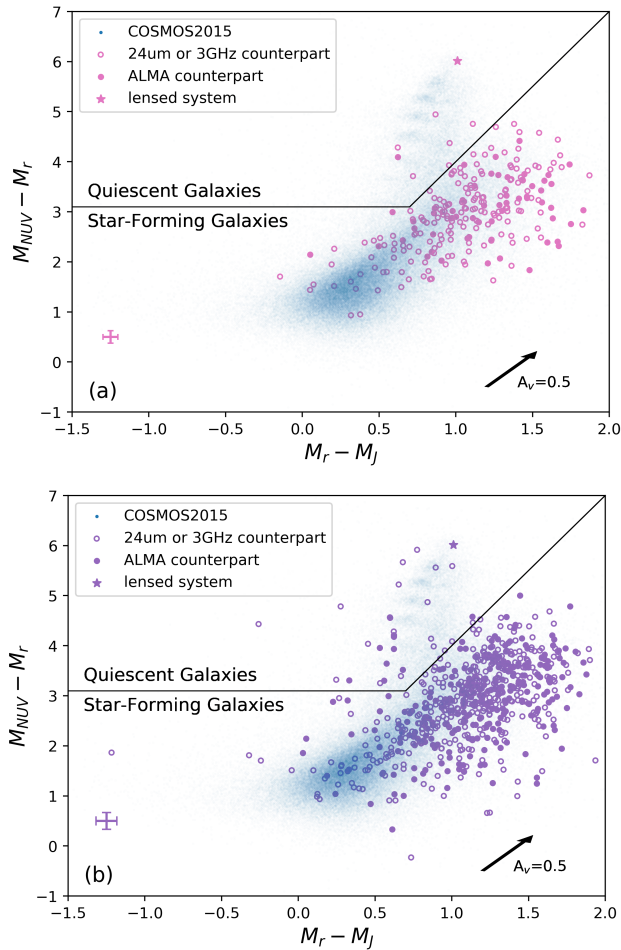 7
6
5
4
3
2
1
0
−1
M_NUV − M_r
COSMOS2015
24um or 3GHz counterpart
ALMA counterpart
lensed system
Quiescent Galaxies
Star-Forming Galaxies
A_v=0.5
(a)
−1.5 −1.0 −0.5 0.0 0.5 1.0 1.5 2.0
M_r − M_J
7
6
5
4
3
2
1
0
−1
M_NUV − M_r
COSMOS2015
24um or 3GHz counterpart
ALMA counterpart
lensed system
Quiescent Galaxies
Star-Forming Galaxies
A_v=0.5
(b)
−1.5 −1.0 −0.5 0.0 0.5 1.0 1.5 2.0
M_r − M_J